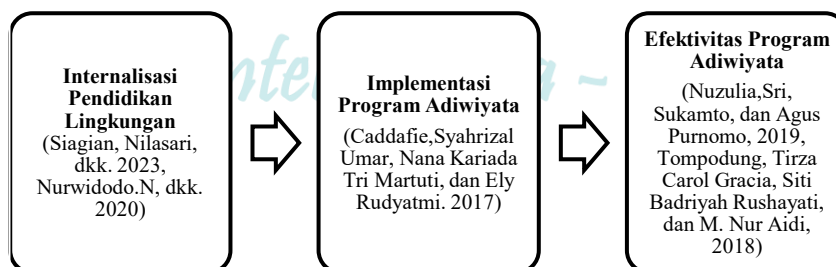 Internalisasi
Pendidikan
Lingkungan
(Siagian, Nilasari,
dkk. 2023,
Nurwidodo.N, dkk.
2020)
Implementasi
Program Adiwiyata
(Caddafie,Syahrizal
Umar, Nana Kariada
Tri Martuti, dan Ely
Rudyatmi. 2017)
Efektivitas Program
Adiwiyata
(Nuzulia,Sri,
Sukamto, dan Agus
Purnomo, 2019,
Tompodung, Tirza
Carol Gracia, Siti
Badriyah Rushayati,
dan M. Nur Aidi,
2018)